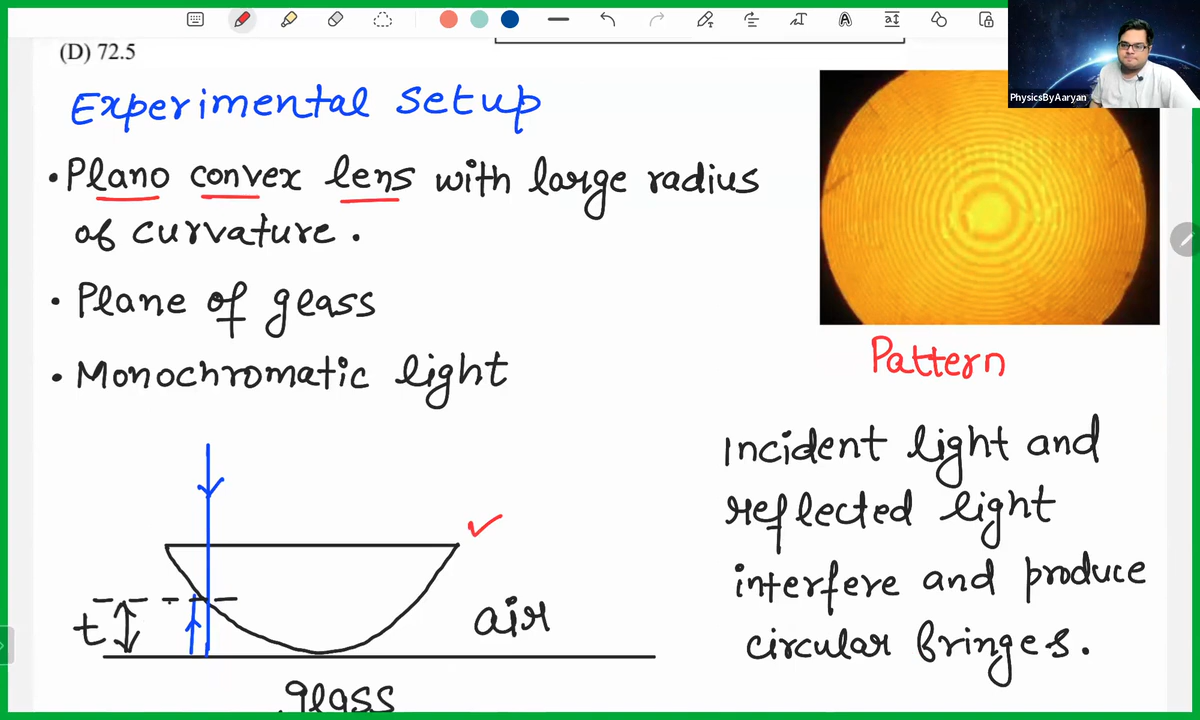 (D) 72.5
PhysicsByAaryan
Experimental setup
• Plano convex lens with large radius
of curvature.
• Plane of glass
• Monochromatic light
Pattern
Incident light and
reflected light
interfere and produce
circular fringes.
t
air
glass